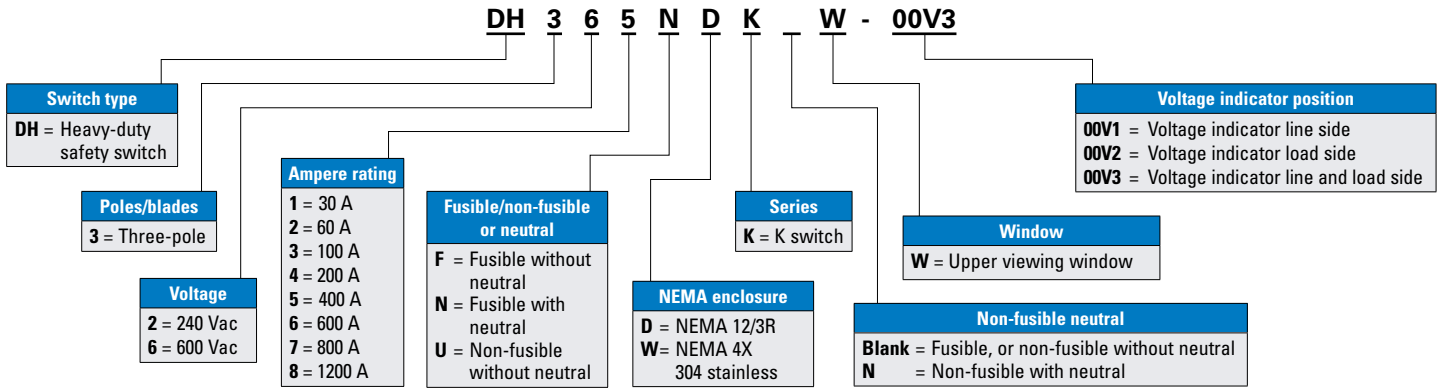 DH 3 6 5 N D K _ W - 00V3
Switch type
DH = Heavy-duty
safety switch
Poles/blades
3 = Three-pole
Voltage
2 = 240 Vac
6 = 600 Vac
Ampere rating
1 = 30 A
2 = 60 A
3 = 100 A
4 = 200 A
5 = 400 A
6 = 600 A
7 = 800 A
8 = 1200 A
Fusible/non-fusible
or neutral
F = Fusible without
neutral
N = Fusible with
neutral
U = Non-fusible
without neutral
NEMA enclosure
D = NEMA 12/3R
W= NEMA 4X
304 stainless
Series
K = K switch
Non-fusible neutral
Blank = Fusible, or non-fusible without neutral
N = Non-fusible with neutral
Window
W = Upper viewing window
Voltage indicator position
00V1 = Voltage indicator line side
00V2 = Voltage indicator load side
00V3 = Voltage indicator line and load side